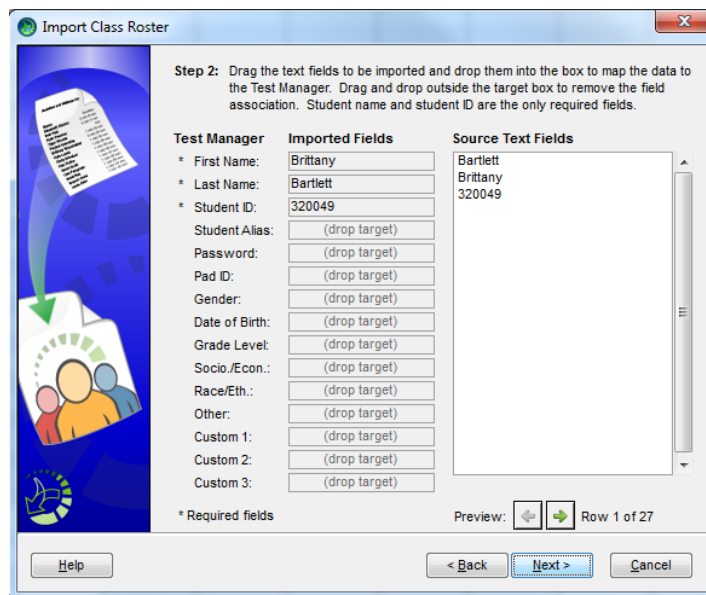 Import Class Roster
Step 2: Drag the text fields to be imported and drop them into the box to map the data to
the Test Manager. Drag and drop outside the target box to remove the field
association. Student name and student ID are the only required fields.
Test Manager Imported Fields Source Text Fields
* First Name: Brittany Bartlett
* Last Name: Bartlett Brittany
* Student ID: 320049 320049
Student Alias: (drop target)
Password: (drop target)
Pad ID: (drop target)
Gender: (drop target)
Date of Birth: (drop target)
Grade Level: (drop target)
Socio./Econ.: (drop target)
Race/Eth.: (drop target)
Other: (drop target)
Custom 1: (drop target)
Custom 2: (drop target)
Custom 3: (drop target)
* Required fields Preview: Row 1 of 27
Help < Back Next > Cancel